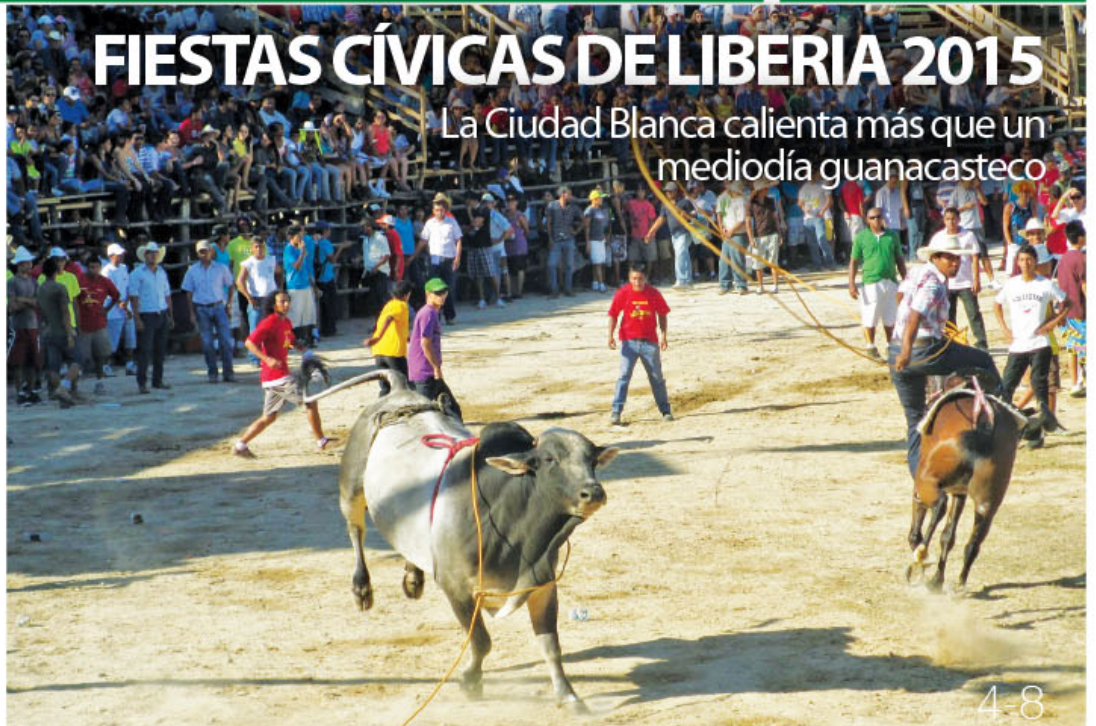 FIESTAS CÍVICAS DE LIBERIA 2015
La Ciudad Blanca calienta más que un
mediodía guanacasteco
4-8